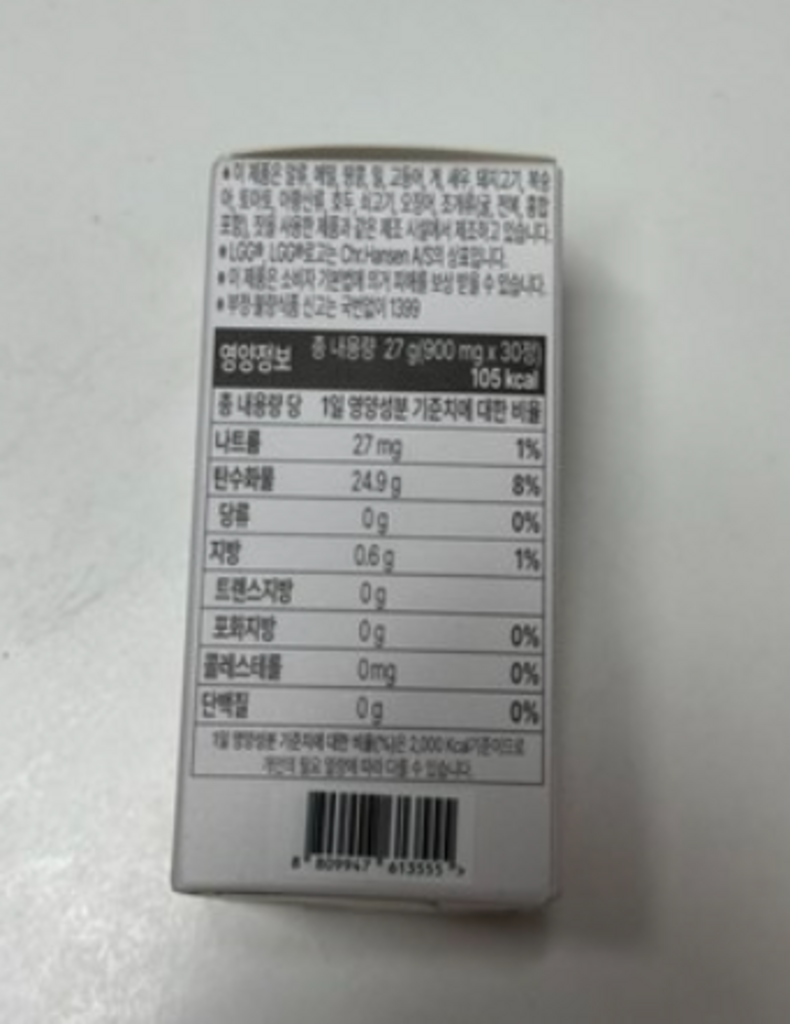 • 이 제품은 알류, 메밀, 땅콩, 밀, 고등어, 게, 새우, 돼지고기, 복숭
아, 토마토, 아황산류, 호두, 쇠고기, 오징어, 조개류(굴, 전복, 홍합
포함), 잣을 사용한 제품과 같은 제조 시설에서 제조하고 있습니다.
• LGG®, LGG®로고는 Chr.Hansen A/S의 상표입니다.
• 이 제품은 소비자 기본법에 의거 피해를 보상 받을 수 있습니다.
• 부정·불량식품 신고는 국번없이 1399
영양정보 총 내용량 27 g(900 mg x 30정)
105 kcal
총 내용량 당 1일 영양성분 기준치에 대한 비율
나트륨 27 mg 1%
탄수화물 24.9 g 8%
당류 0 g 0%
지방 0.6 g 1%
트랜스지방 0 g
포화지방 0 g 0%
콜레스테롤 0mg 0%
단백질 0 g 0%
1일 영양성분 기준치에 대한 비율(%)은 2,000 Kcal기준이므로
개인의 필요 열량에 따라 다를 수 있습니다.
8 809947 613555 >